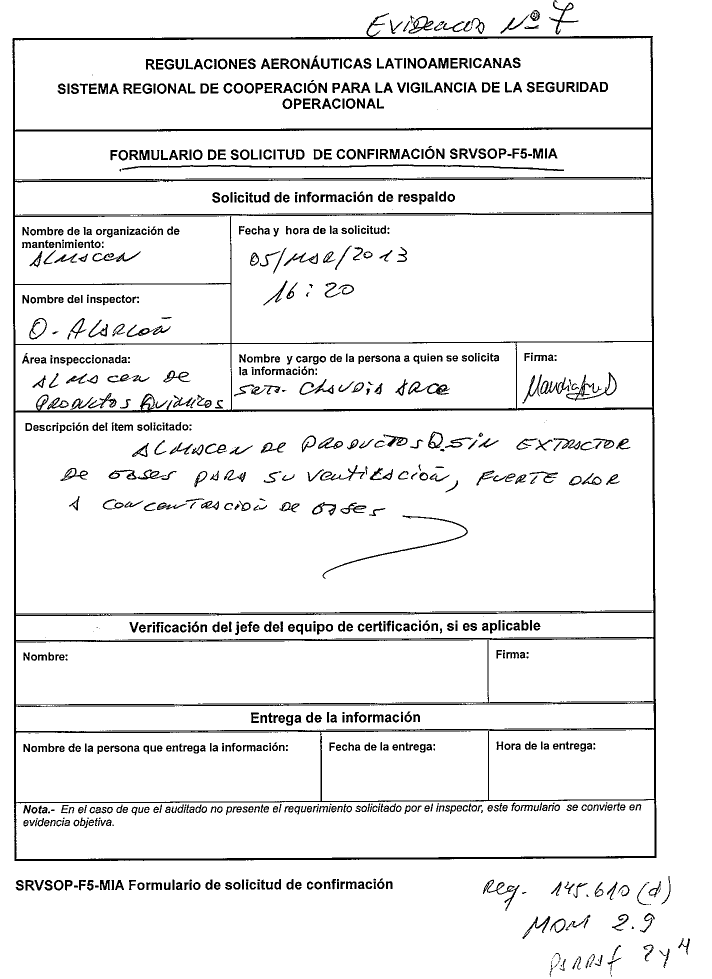 Evidencia Nº 7
REGULACIONES AERONÁUTICAS LATINOAMERICANAS
SISTEMA REGIONAL DE COOPERACIÓN PARA LA VIGILANCIA DE LA SEGURIDAD
OPERACIONAL
FORMULARIO DE SOLICITUD DE CONFIRMACIÓN SRVSOP-F5-MIA
Solicitud de información de respaldo
Nombre de la organización de
mantenimiento:
ALMACEN
Fecha y hora de la solicitud:
05/MAR/2013
16:20
Nombre del inspector:
O. Alarcón
Área inspeccionada:
ALMACEN DE
PRODUCTOS QUIMICOS
Nombre y cargo de la persona a quien se solicita
la información:
Srta. Claudia Arce
Firma:
Descripción del item solicitado:
ALMACEN DE PRODUCTOS Q. SIN EXTRACTOR
DE GASES PARA SU VENTILACIÓN, FUERTE OLOR
A CONCENTRACIÓN DE GASES
Verificación del jefe del equipo de certificación, si es aplicable
Nombre:
Firma:
Entrega de la información
Nombre de la persona que entrega la información:
Fecha de la entrega:
Hora de la entrega:
Nota.- En el caso de que el auditado no presente el requerimiento solicitado por el inspector, este formulario se convierte en
evidencia objetiva.
SRVSOP-F5-MIA Formulario de solicitud de confirmación
Reg. 145.610 (d)
MOM 2.9
PARRAf 2 y 4